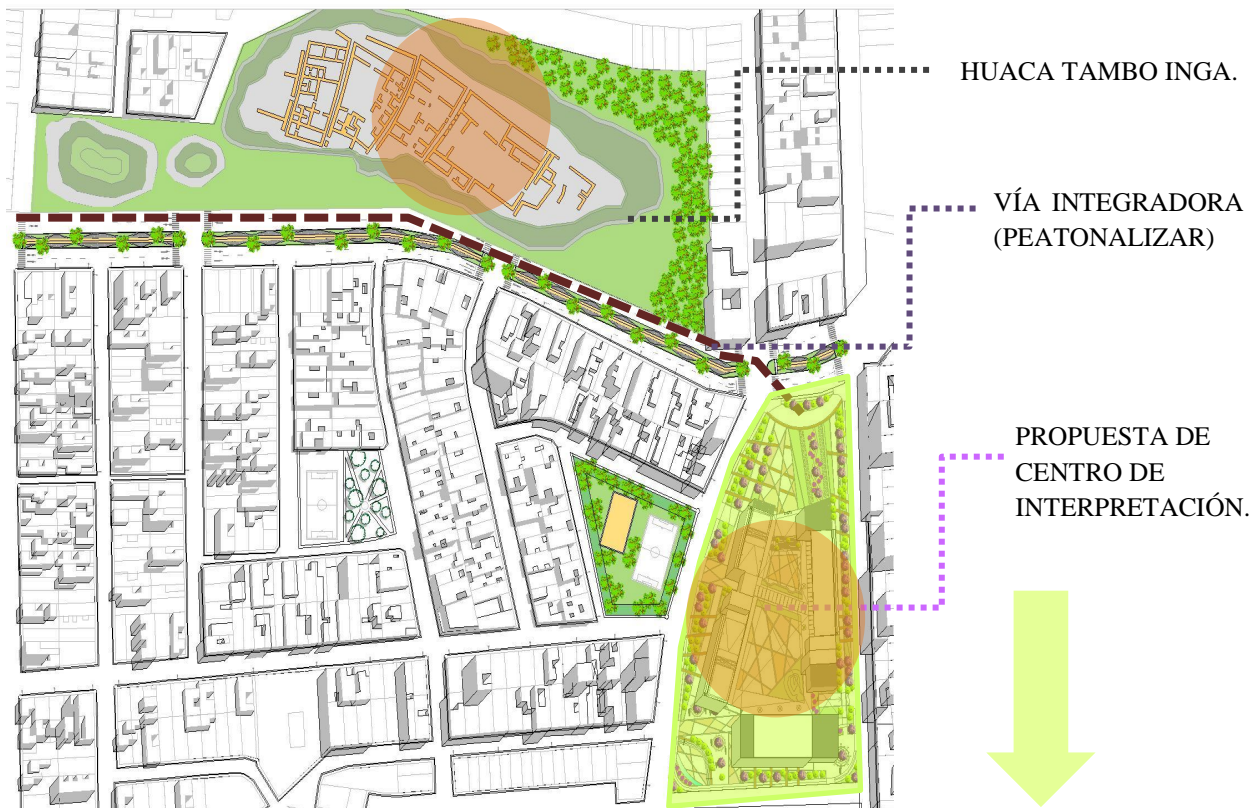 HUACA TAMBO INGA.
VÍA INTEGRADORA
(PEATONALIZAR)
PROPUESTA DE
CENTRO DE
INTERPRETACIÓN.